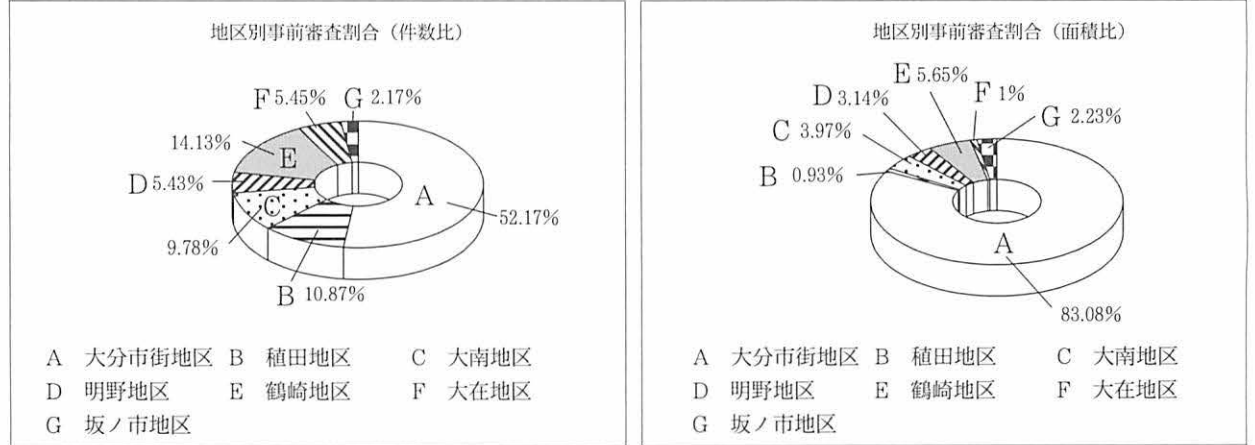 地区別事前審査割合（件数比）
F 5.45%
G 2.17%
14.13%
E
D 5.43%
C
A
52.17%
9.78%
B 10.87%
A 大分市街地区 B 稙田地区 C 大南地区
D 明野地区 E 鶴崎地区 F 大在地区
G 坂ノ市地区
地区別事前審査割合（面積比）
E 5.65%
D 3.14%
F 1%
C 3.97%
G 2.23%
B 0.93%
A
83.08%
A 大分市街地区 B 稙田地区 C 大南地区
D 明野地区 E 鶴崎地区 F 大在地区
G 坂ノ市地区